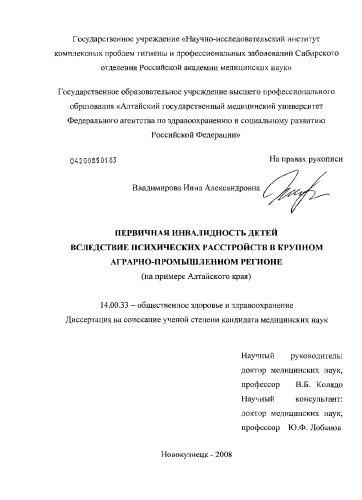 Государственное учреждение «Научно-исследовательский институт
комплексных проблем гигиены и профессиональных заболеваний Сибирского
отделения Российской академии медицинских наук»
Государственное образовательное учреждение высшего профессионального
образования «Алтайский государственный медицинский университет
Федерального агентства по здравоохранению и социальному развитию
Российской Федерации»
04200850183 На правах рукописи
Владимирова Инна Александровна
ПЕРВИЧНАЯ ИНВАЛИДНОСТЬ ДЕТЕЙ
ВСЛЕДСТВИЕ ПСИХИЧЕСКИХ РАССТРОЙСТВ В КРУПНОМ
АГРАРНО-ПРОМЫШЛЕННОМ РЕГИОНЕ
(на примере Алтайского края)
14.00.33 – общественное здоровье и здравоохранение
Диссертация на соискание ученой степени кандидата медицинских наук
Научный руководитель:
доктор медицинских наук,
профессор В.Б. Колядо
Научный консультант:
доктор медицинских наук,
профессор Ю.Ф. Лобанов
Новокузнецк - 2008